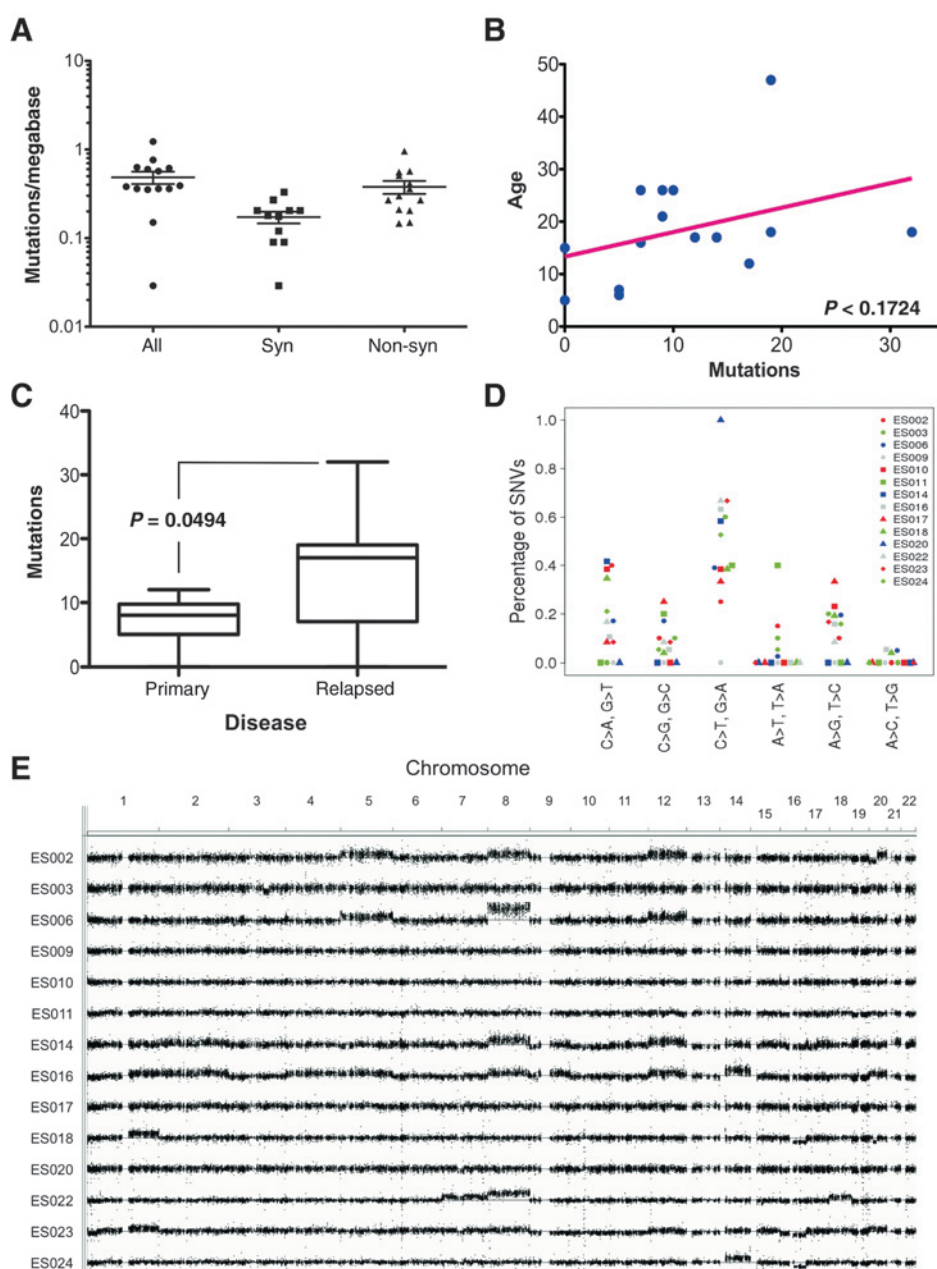 A
Mutations/megabase
10
1
0.1
0.01
All Syn Non-syn
B
Age
50
40
30
20
10
0
0 10 20 30
P < 0.1724
Mutations
C
Mutations
40
30
20
10
0
P = 0.0494
Primary Relapsed
Disease
D
Percentage of SNVs
1.0
0.8
0.6
0.4
0.2
0.0
ES002
ES003
ES006
ES009
ES010
ES011
ES014
ES016
ES017
ES018
ES020
ES022
ES023
ES024
C>A, G>T
C>G, G>C
C>T, G>A
A>T, T>A
A>G, T>C
A>C, T>G
E
Chromosome
1 2 3 4 5 6 7 8 9 10 11 12 13 14 16 18 20 22
15 17 19 21
ES002
ES003
ES006
ES009
ES010
ES011
ES014
ES016
ES017
ES018
ES020
ES022
ES023
ES024